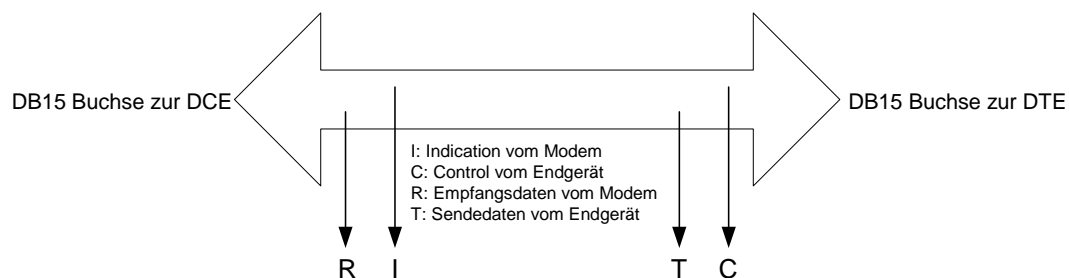 DB15 Buchse zur DCE
DB15 Buchse zur DTE
I: Indication vom Modem
C: Control vom Endgerät
R: Empfangsdaten vom Modem
T: Sendedaten vom Endgerät
R I T C